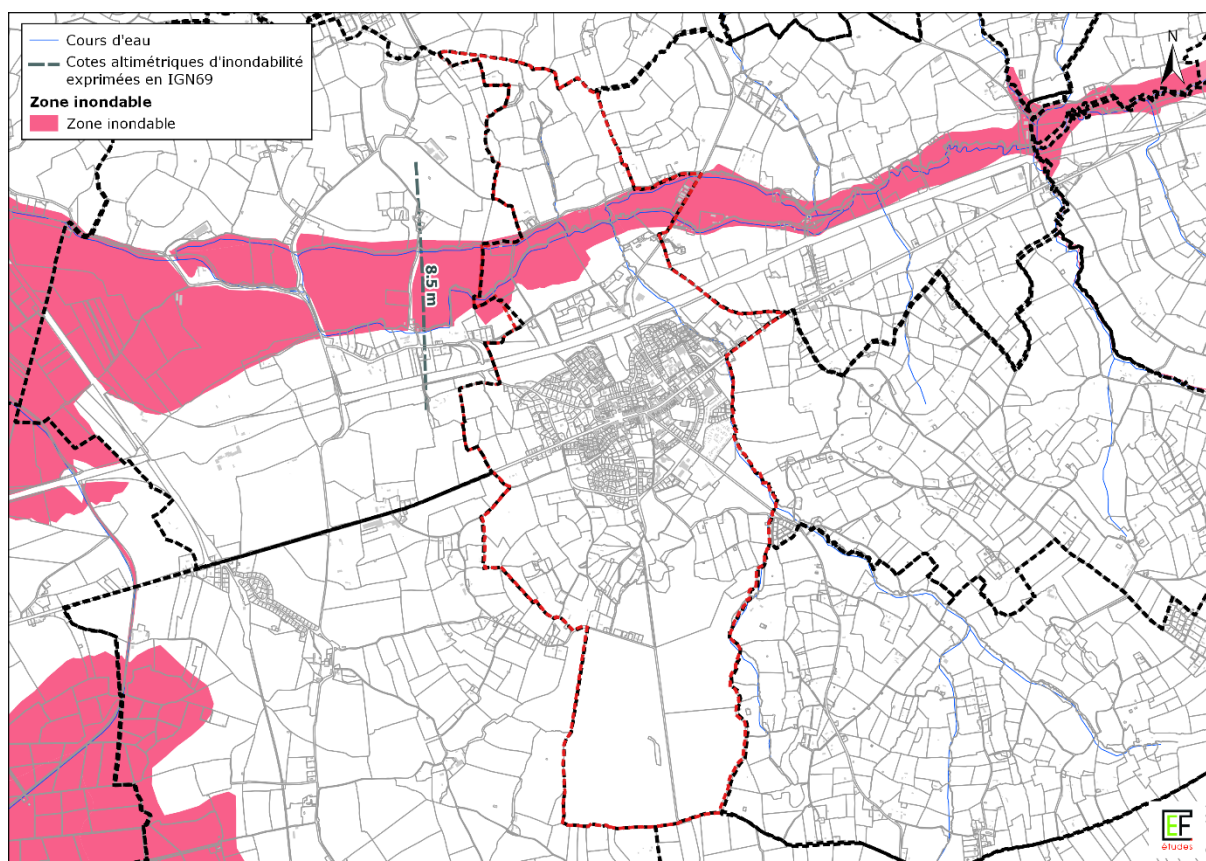 Cours d'eau
Cotes altimétriques d'inondabilité
exprimées en IGN69
Zone inondable
Zone inondable
N
8.5 m
EF
études